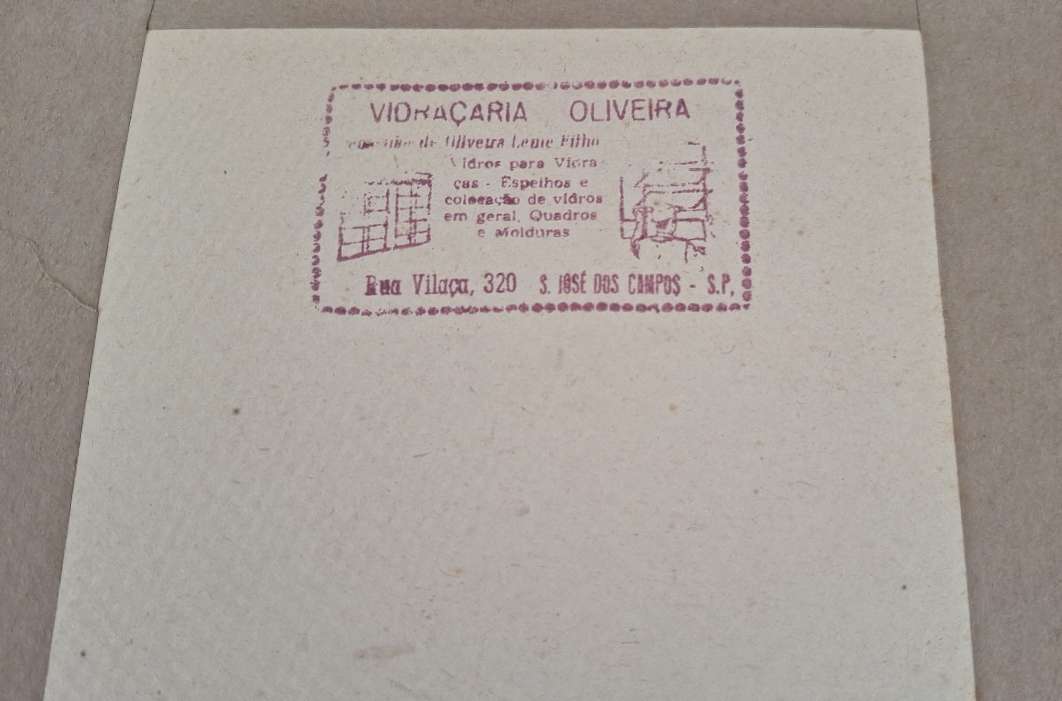 VIDRAÇARIA OLIVEIRA
de Oliveira Leme Filho
Vidros para Vidra
ças - Espelhos e
colocação de vidros
em geral, Quadros
e Molduras
Rua Vilaça, 320 S. JOSÉ DOS CAMPOS - S.P.